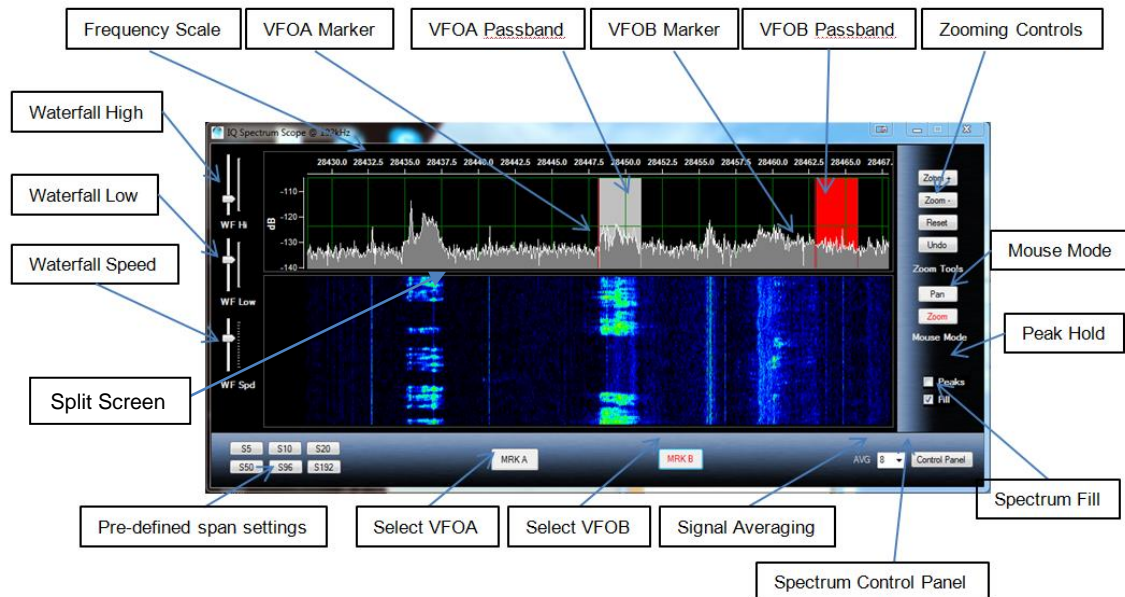 Frequency Scale
VFOA Marker
VFOA Passband
VFOB Marker
VFOB Passband
Zooming Controls
Waterfall High
Waterfall Low
Waterfall Speed
Split Screen
IQ Spectrum Scope @ 122kHz
28430.0 28432.5 28435.0 28437.5 28440.0 28442.5 28445.0 28447.5 28450.0 28452.5 28455.0 28457.5 28460.0 28462.5 28465.0 28467.
dB
-110
-120
-130
-140
WF Hi
WF Low
WF Spd
Zoom +
Zoom -
Reset
Undo
Zoom Tools
Pan
Zoom
Mouse Mode
Peaks
Fill
Mouse Mode
Peak Hold
S5 S10 S20
S50 S96 S192
MRK A
MRK B
AVG 8 Control Panel
Pre-defined span settings
Select VFOA
Select VFOB
Signal Averaging
Spectrum Fill
Spectrum Control Panel